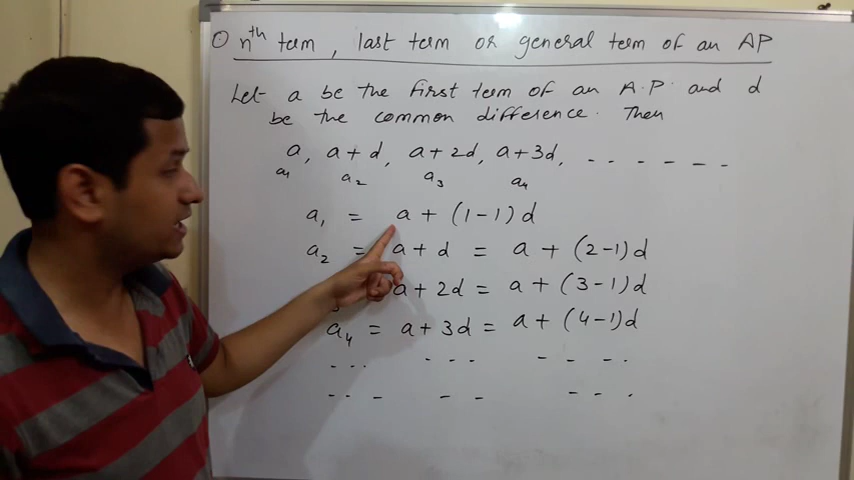 ⊙ nth term, last term or general term of an AP
Let a be the first term of an A.P. and d
be the common difference. Then
a, a + d, a + 2d, a + 3d, - - - - - -
a1 a2 a3 a4
a1 = a + (1-1)d
a2 = a + d = a + (2-1)d
a + 2d = a + (3-1)d
a4 = a + 3d = a + (4-1)d
... - - - - - - .
-- - - - - - .